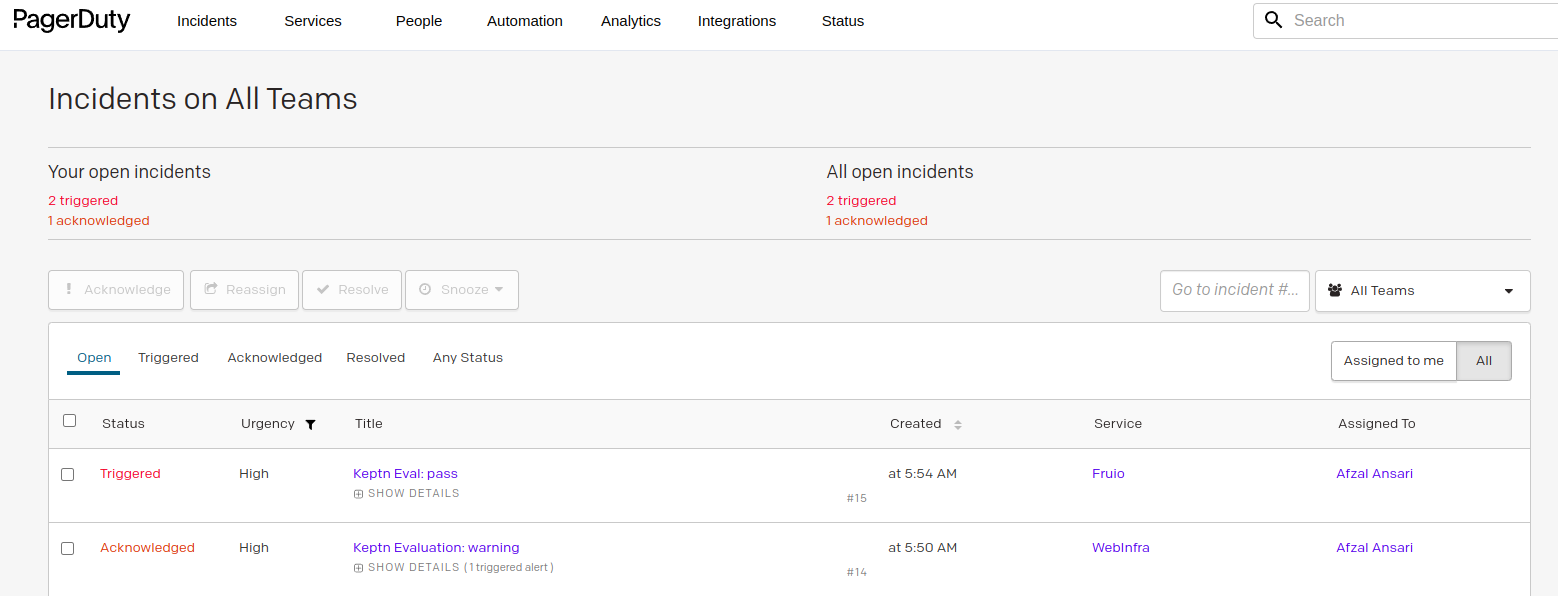 PagerDuty Incidents Services People Automation Analytics Integrations Status Search
Incidents on All Teams
Your open incidents All open incidents
2 triggered 2 triggered
1 acknowledged 1 acknowledged
Acknowledge Reassign Resolve Snooze Go to incident #... All Teams
Open Triggered Acknowledged Resolved Any Status Assigned to me All
Status Urgency Title Created Service Assigned To
Triggered High Keptn Eval: pass at 5:54 AM Fruio Afzal Ansari
SHOW DETAILS #15
Acknowledged High Keptn Evaluation: warning at 5:50 AM WebInfra Afzal Ansari
SHOW DETAILS (1 triggered alert) #14